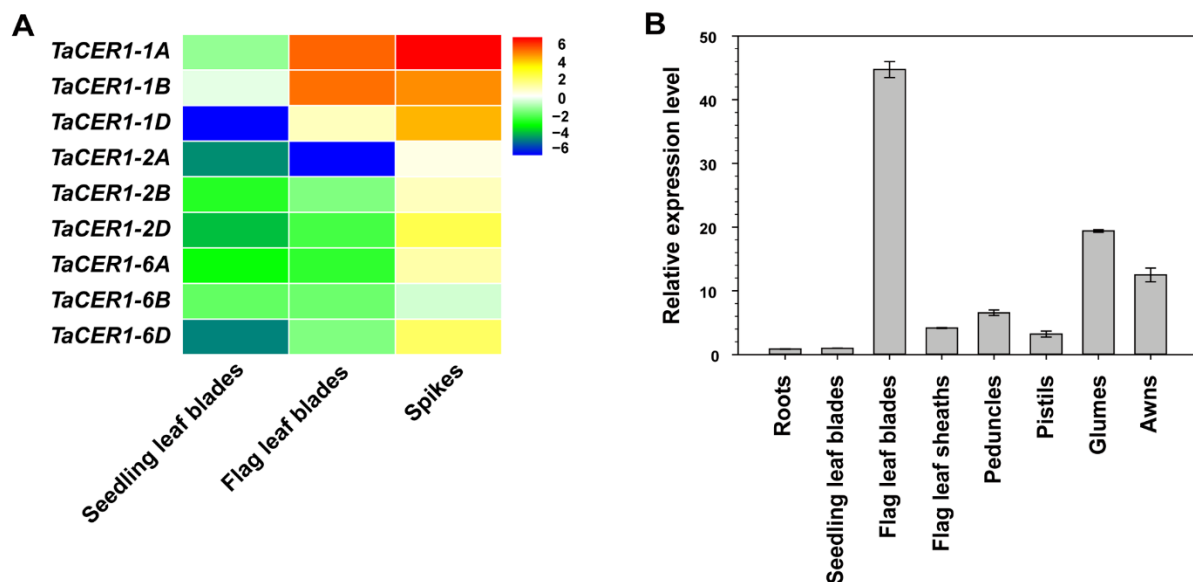 A
TaCER1-1A
TaCER1-1B
TaCER1-1D
TaCER1-2A
TaCER1-2B
TaCER1-2D
TaCER1-6A
TaCER1-6B
TaCER1-6D
Seedling leaf blades
Flag leaf blades
Spikes
6
4
2
0
−2
−4
−6
B
Relative expression level
50
40
30
20
10
0
Roots
Seedling leaf blades
Flag leaf blades
Flag leaf sheaths
Peduncles
Pistils
Glumes
Awns